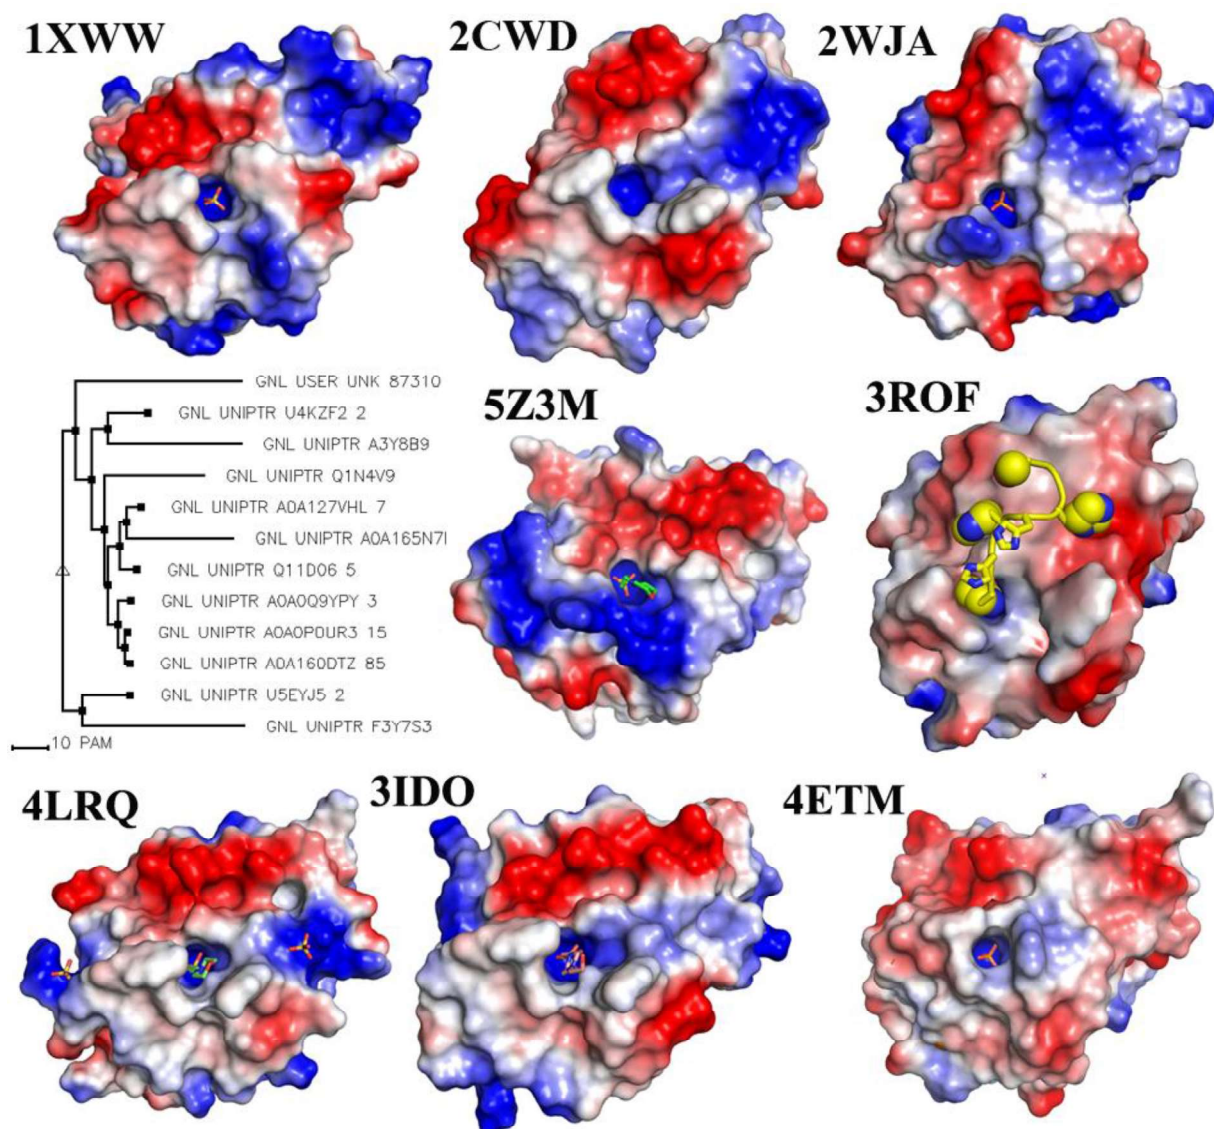 1XWW
2CWD
2WJA
GNL USER UNK 87310
GNL UNIPTR U4KZF2 2
GNL UNIPTR A3Y8B9
GNL UNIPTR Q1N4V9
GNL UNIPTR A0A127VHL 7
GNL UNIPTR A0A165N7I
GNL UNIPTR Q11D06 5
GNL UNIPTR A0A0Q9YPY 3
GNL UNIPTR A0A0P0UR3 15
GNL UNIPTR A0A160DTZ 85
GNL UNIPTR U5EYJ5 2
GNL UNIPTR F3Y7S3
10 PAM
5Z3M
3ROF
4LRQ
3IDO
4ETM